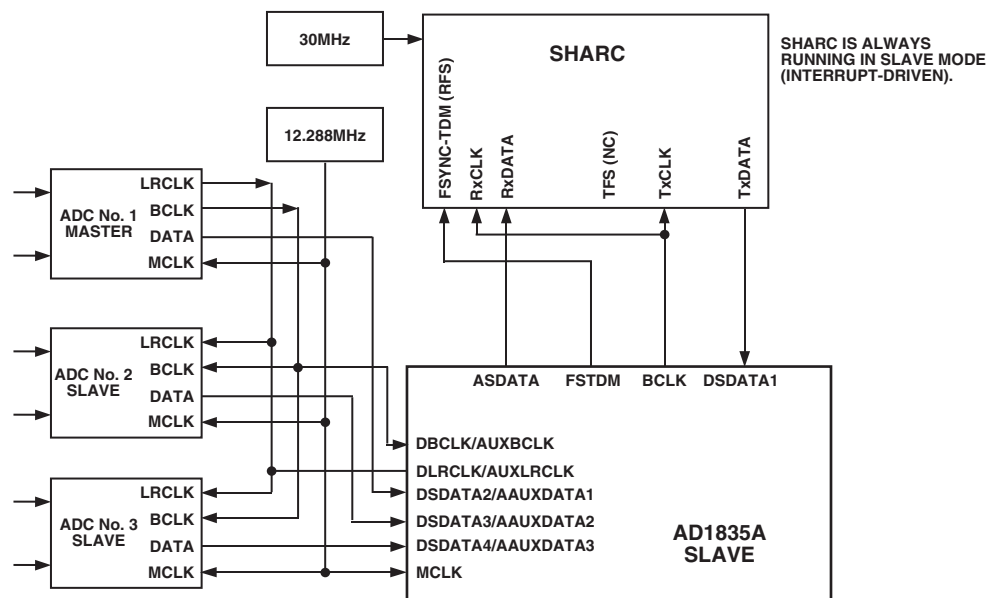 30MHz
SHARC
SHARC IS ALWAYS
RUNNING IN SLAVE MODE
(INTERRUPT-DRIVEN).
FSYNC-TDM (RFS)
RxCLK
RxDATA
TFS (NC)
TxCLK
TxDATA
12.288MHz
ADC No. 1
MASTER
LRCLK
BCLK
DATA
MCLK
ADC No. 2
SLAVE
LRCLK
BCLK
DATA
MCLK
ADC No. 3
SLAVE
LRCLK
BCLK
DATA
MCLK
ASDATA
FSTDM
BCLK
DSDATA1
DBCLK/AUXBCLK
DLRCLK/AUXLRCLK
DSDATA2/AAUXDATA1
DSDATA3/AAUXDATA2
DSDATA4/AAUXDATA3
MCLK
AD1835A
SLAVE